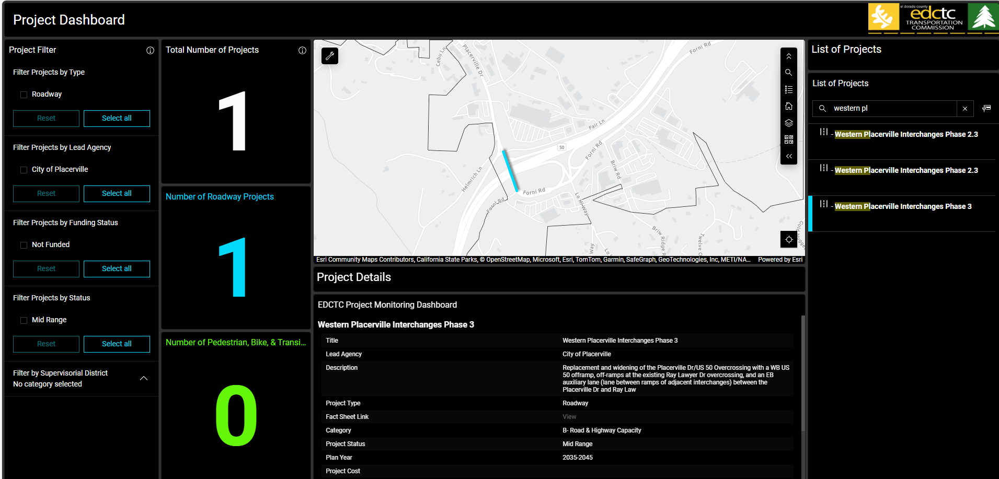 Project Dashboard
el dorado county
edctc
TRANSPORTATION
COMMISSION
Project Filter
Filter Projects by Type
Roadway
Reset
Select all
Filter Projects by Lead Agency
City of Placerville
Reset
Select all
Filter Projects by Funding Status
Not Funded
Reset
Select all
Filter Projects by Status
Mid Range
Reset
Select all
Filter by Supervisorial District
No category selected
Total Number of Projects
1
Number of Roadway Projects
1
Number of Pedestrian, Bike, & Transi...
0
Cebu Ln
Placerville Dr
Forni Rd
Fair Ln
50
Forni Rd
Briw Rd
Helmrich Ln
Forni Rd
Forni Rd
Lo Hi Way
Briw Ridge R
Twelve O
Way
Lo
Esri Community Maps Contributors, California State Parks, © OpenStreetMap, Microsoft, Esri, TomTom, Garmin, SafeGraph, GeoTechnologies, Inc, METI/NA...
Powered by Esri
Project Details
EDCTC Project Monitoring Dashboard
Western Placerville Interchanges Phase 3
Title
Western Placerville Interchanges Phase 3
Lead Agency
City of Placerville
Description
Replacement and widening of the Placerville Dr/US 50 Overcrossing with a WB US
50 offramp, off-ramps at the existing Ray Lawyer Dr overcrossing, and an EB
auxiliary lane (lane between ramps of adjacent interchanges) between the
Placerville Dr and Ray Law
Project Type
Roadway
Fact Sheet Link
View
Category
B- Road & Highway Capacity
Project Status
Mid Range
Plan Year
2035-2045
Project Cost
List of Projects
List of Projects
western pl
- Western Placerville Interchanges Phase 2.3
- Western Placerville Interchanges Phase 2.3
- Western Placerville Interchanges Phase 3